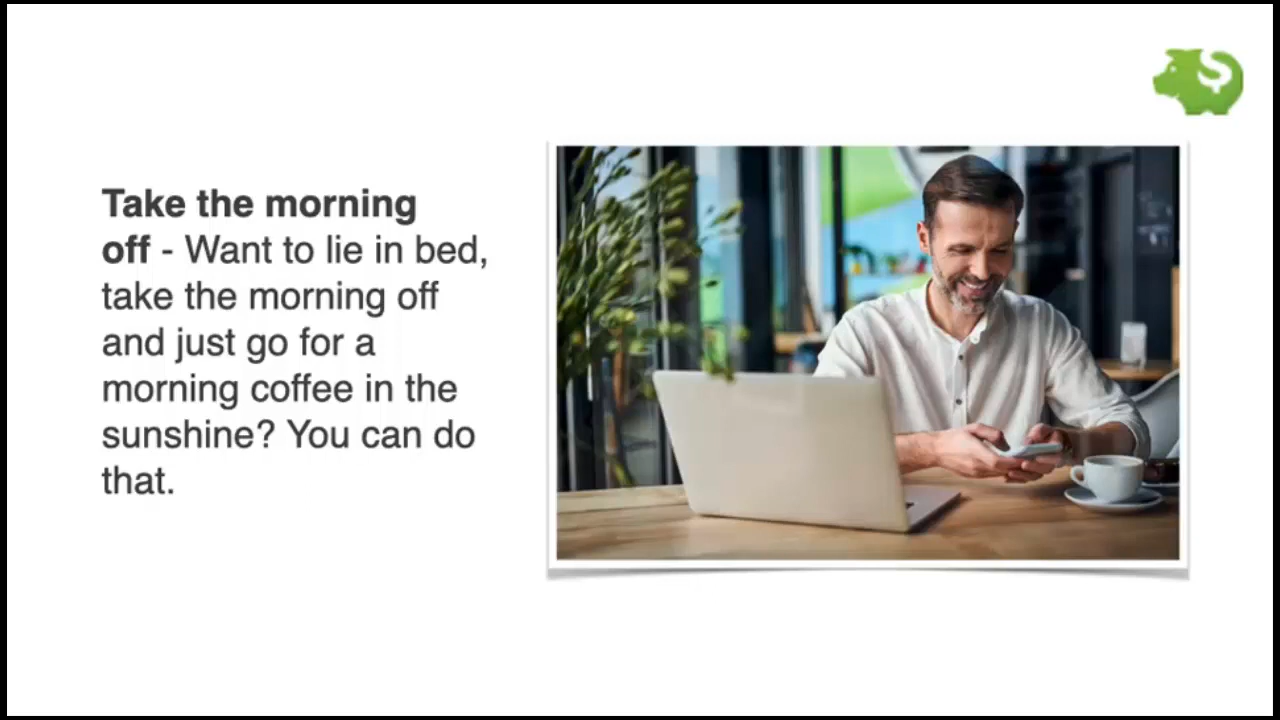 Take the morning
off - Want to lie in bed,
take the morning off
and just go for a
morning coffee in the
sunshine? You can do
that.